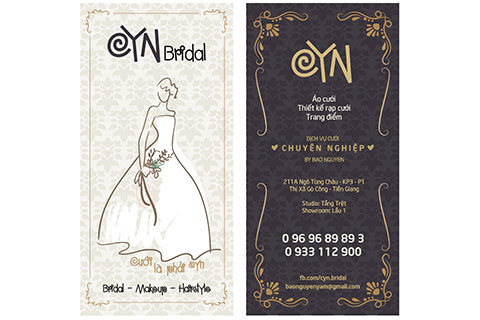 CYN Bridal
Cưới
là phải CYN
Bridal - Makeup - Hairstyle
CYN
Áo cưới
Thiết kế rạp cưới
Trang điểm
DỊCH VỤ CƯỚI
CHUYÊN NGHIỆP
BY BAO NGUYEN
211A Ngô Tùng Châu - KP3 - P1
Thị Xã Gò Công - Tiền Giang
Studio: Tầng Trệt
Showroom: Lầu 1
0 96 96 89 89 3
0 933 112 900
fb.com/cyn.bridal
baonguyenyam@gmail.com